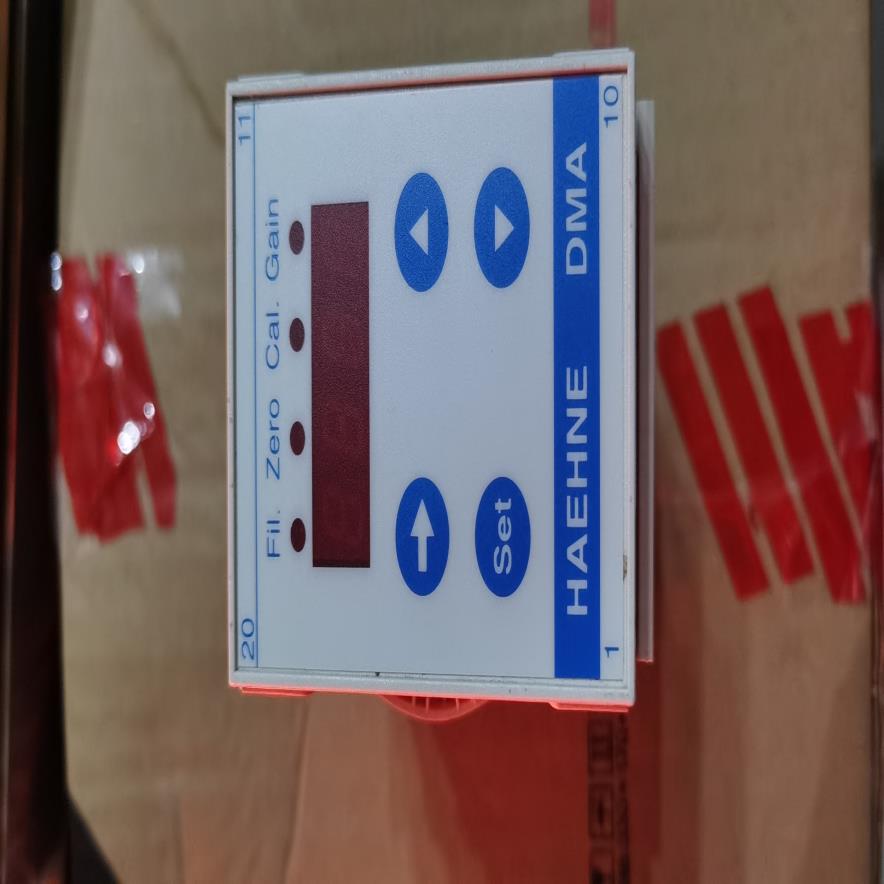 20 11
Fil. Zero Cal. Gain
Set
HAEHNE DMA
1 10